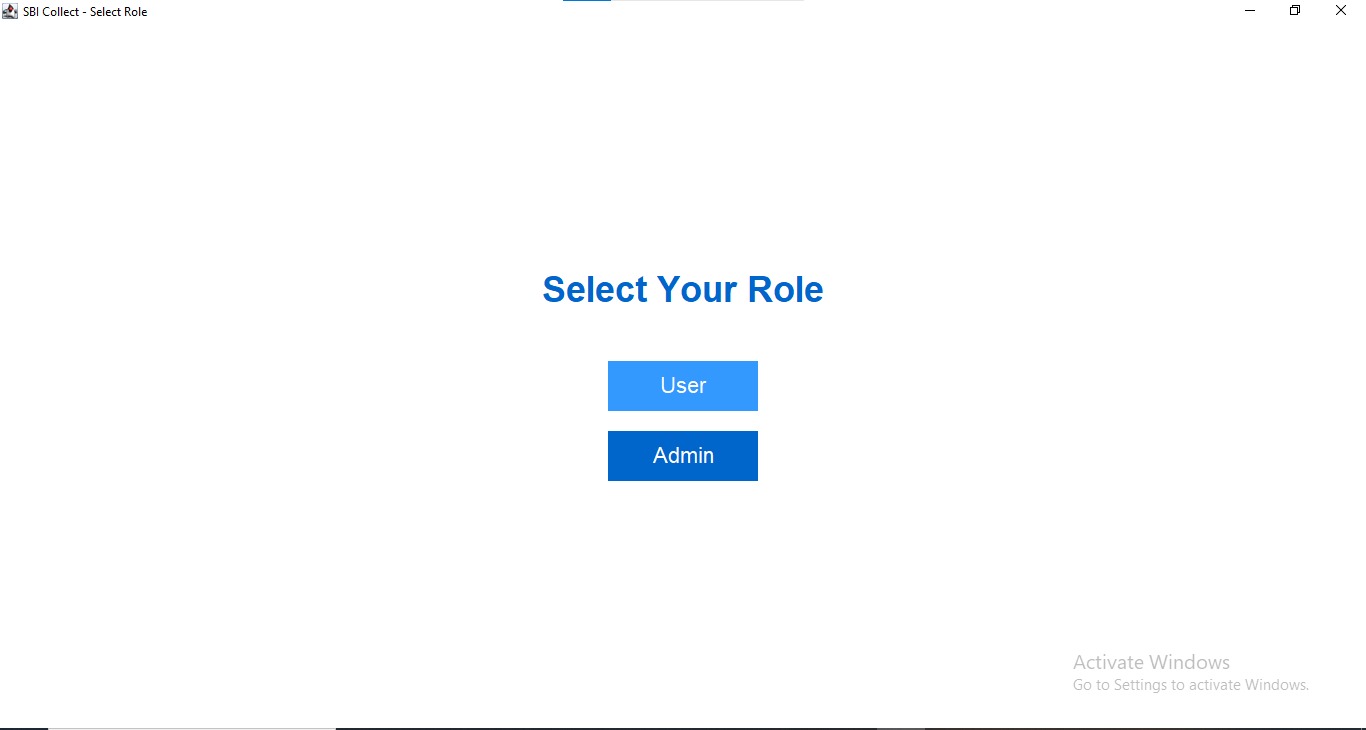 SBI Collect - Select Role
Select Your Role
User
Admin
Activate Windows
Go to Settings to activate Windows.